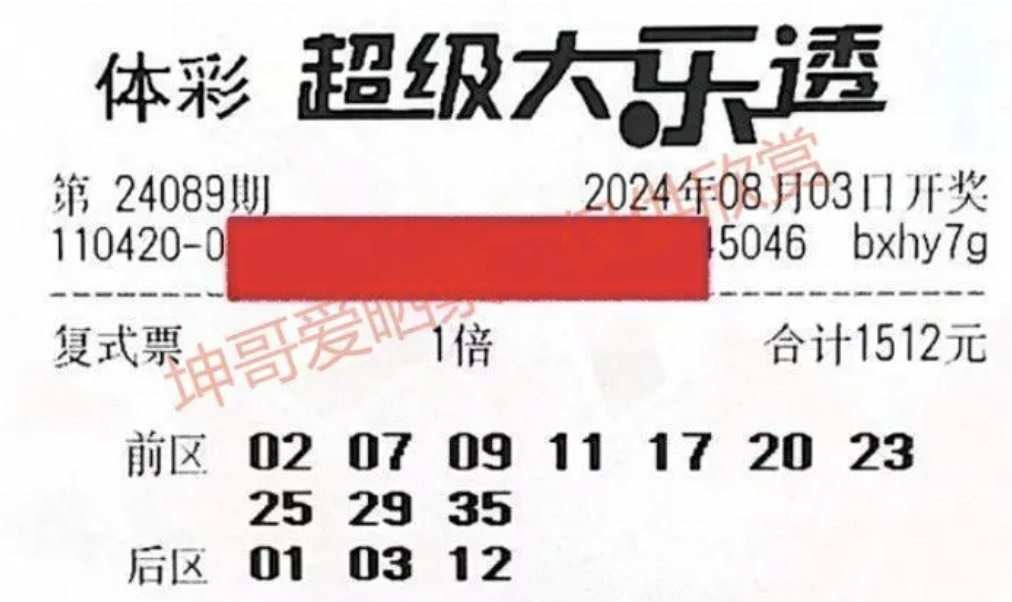 体彩 超级大乐透
第 24089期 2024年08月03日开奖
110420-0 45046 bxhy7g
复式票 1倍 合计1512元
前区 02 07 09 11 17 20 23
25 29 35
后区 01 03 12
坤哥爱晒
欣赏